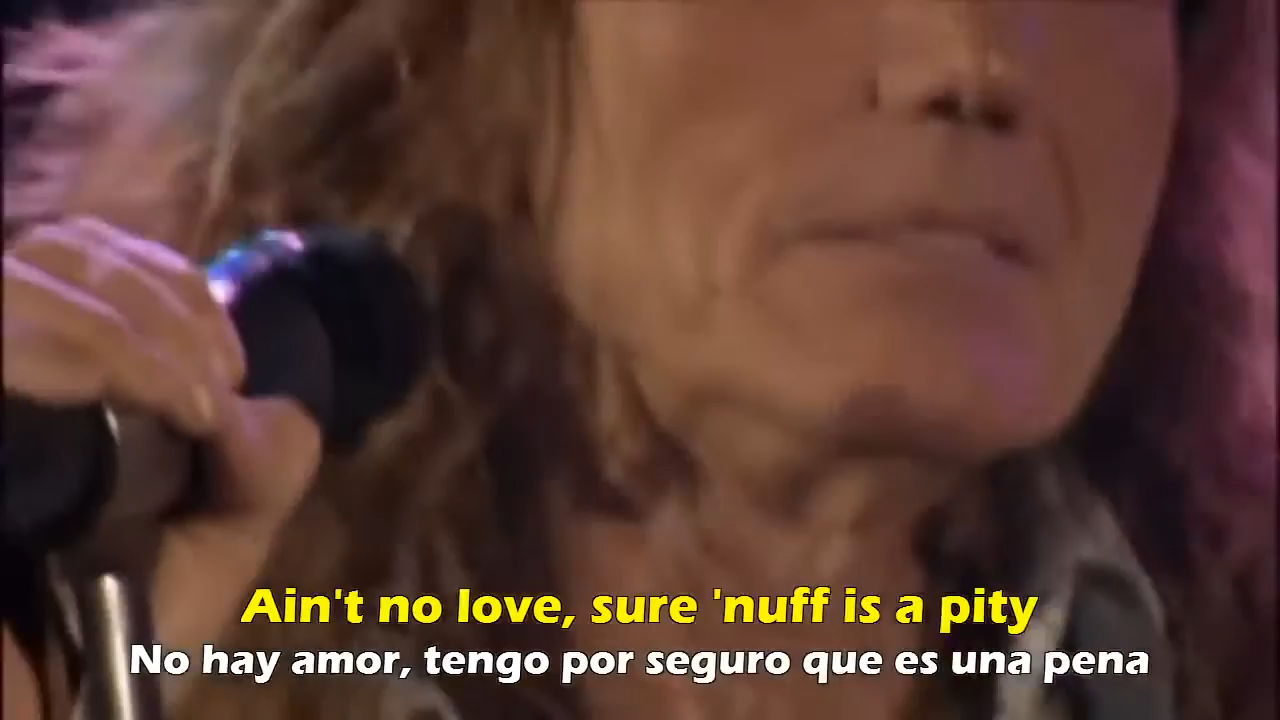 Ain't no love, sure 'nuff is a pity
No hay amor, tengo por seguro que es una pena